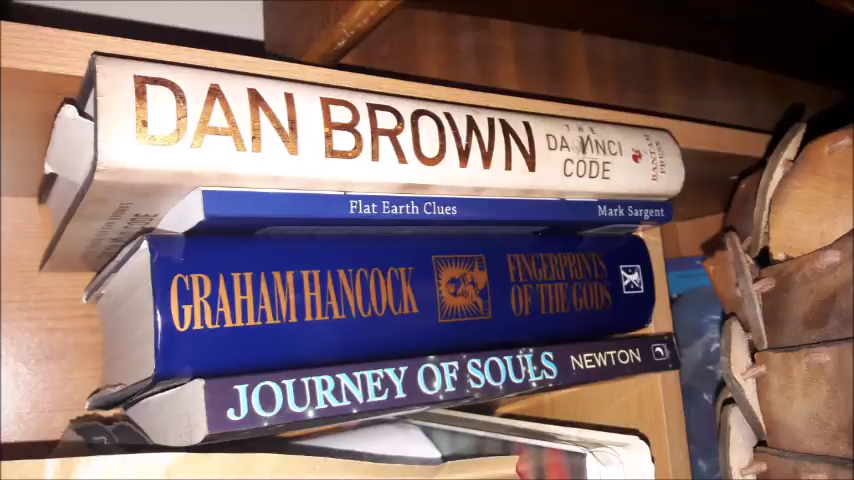 DAN BROWN
THE
DA VINCI
CODE
BANTAM
PRESS
Flat Earth Clues
Mark Sargent
GRAHAM HANCOCK
FINGERPRINTS
OF THE GODS
JOURNEY OF SOULS
NEWTON